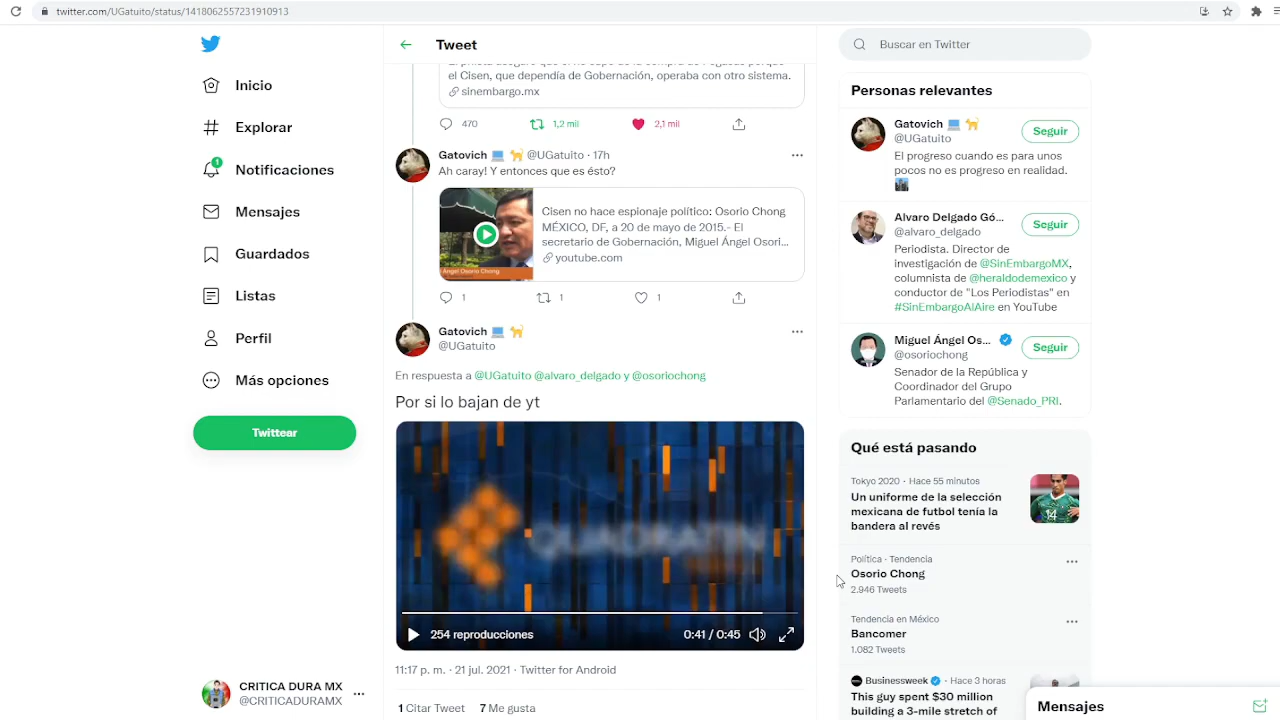 twitter.com/UGatuito/status/1418062557231910913
Inicio
Explorar
1
Notificaciones
Mensajes
Guardados
Listas
Perfil
Más opciones
Twittear
CRITICA DURA MX
@CRITICADURAMX
Tweet
el Cisen, que dependía de Gobernación, operaba con otro sistema.
sinembargo.mx
470
1,2 mil
2,1 mil
Gatovich @UGatuito · 17h
Ah caray! Y entonces que es ésto?
Ángel Osorio Chong
Cisen no hace espionaje político: Osorio Chong
MÉXICO, DF, a 20 de mayo de 2015.- El
secretario de Gobernación, Miguel Ángel Osori...
youtube.com
1
1
1
Gatovich
@UGatuito
En respuesta a @UGatuito @alvaro_delgado y @osoriochong
Por si lo bajan de yt
QUADRATIN
254 reproducciones
0:41 / 0:45
11:17 p. m. · 21 jul. 2021 · Twitter for Android
1 Citar Tweet 7 Me gusta
Buscar en Twitter
Personas relevantes
Gatovich
@UGatuito
Seguir
El progreso cuando es para unos
pocos no es progreso en realidad.
Alvaro Delgado Gó...
@alvaro_delgado
Seguir
Periodista. Director de
investigación de @SinEmbargoMX,
columnista de @heraldodemexico y
conductor de "Los Periodistas" en
#SinEmbargoAlAire en YouTube
Miguel Ángel Os...
@osoriochong
Seguir
Senador de la República y
Coordinador del Grupo
Parlamentario del @Senado_PRI.
Qué está pasando
Tokyo 2020 · Hace 55 minutos
Un uniforme de la selección
mexicana de futbol tenía la
bandera al revés
14
Política · Tendencia
Osorio Chong
2.946 Tweets
Tendencia en México
Bancomer
1.082 Tweets
Businessweek · Hace 3 horas
This guy spent $30 million
building a 3-mile stretch of
Mensajes